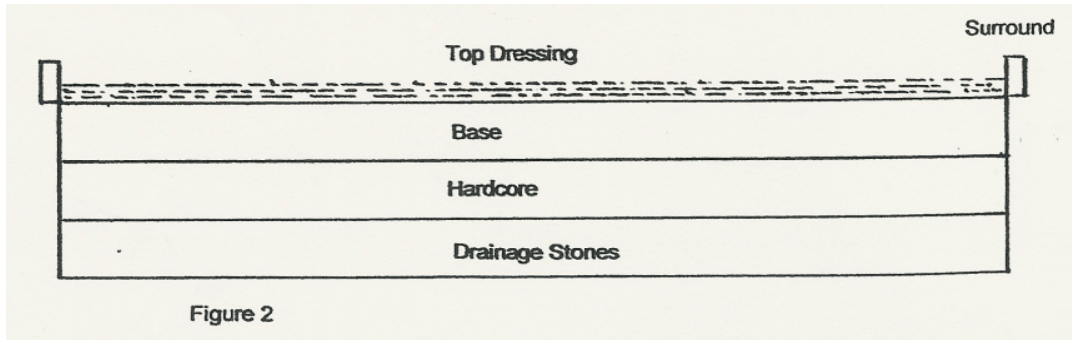 Surround
Top Dressing
Base
Hardcore
Drainage Stones
Figure 2